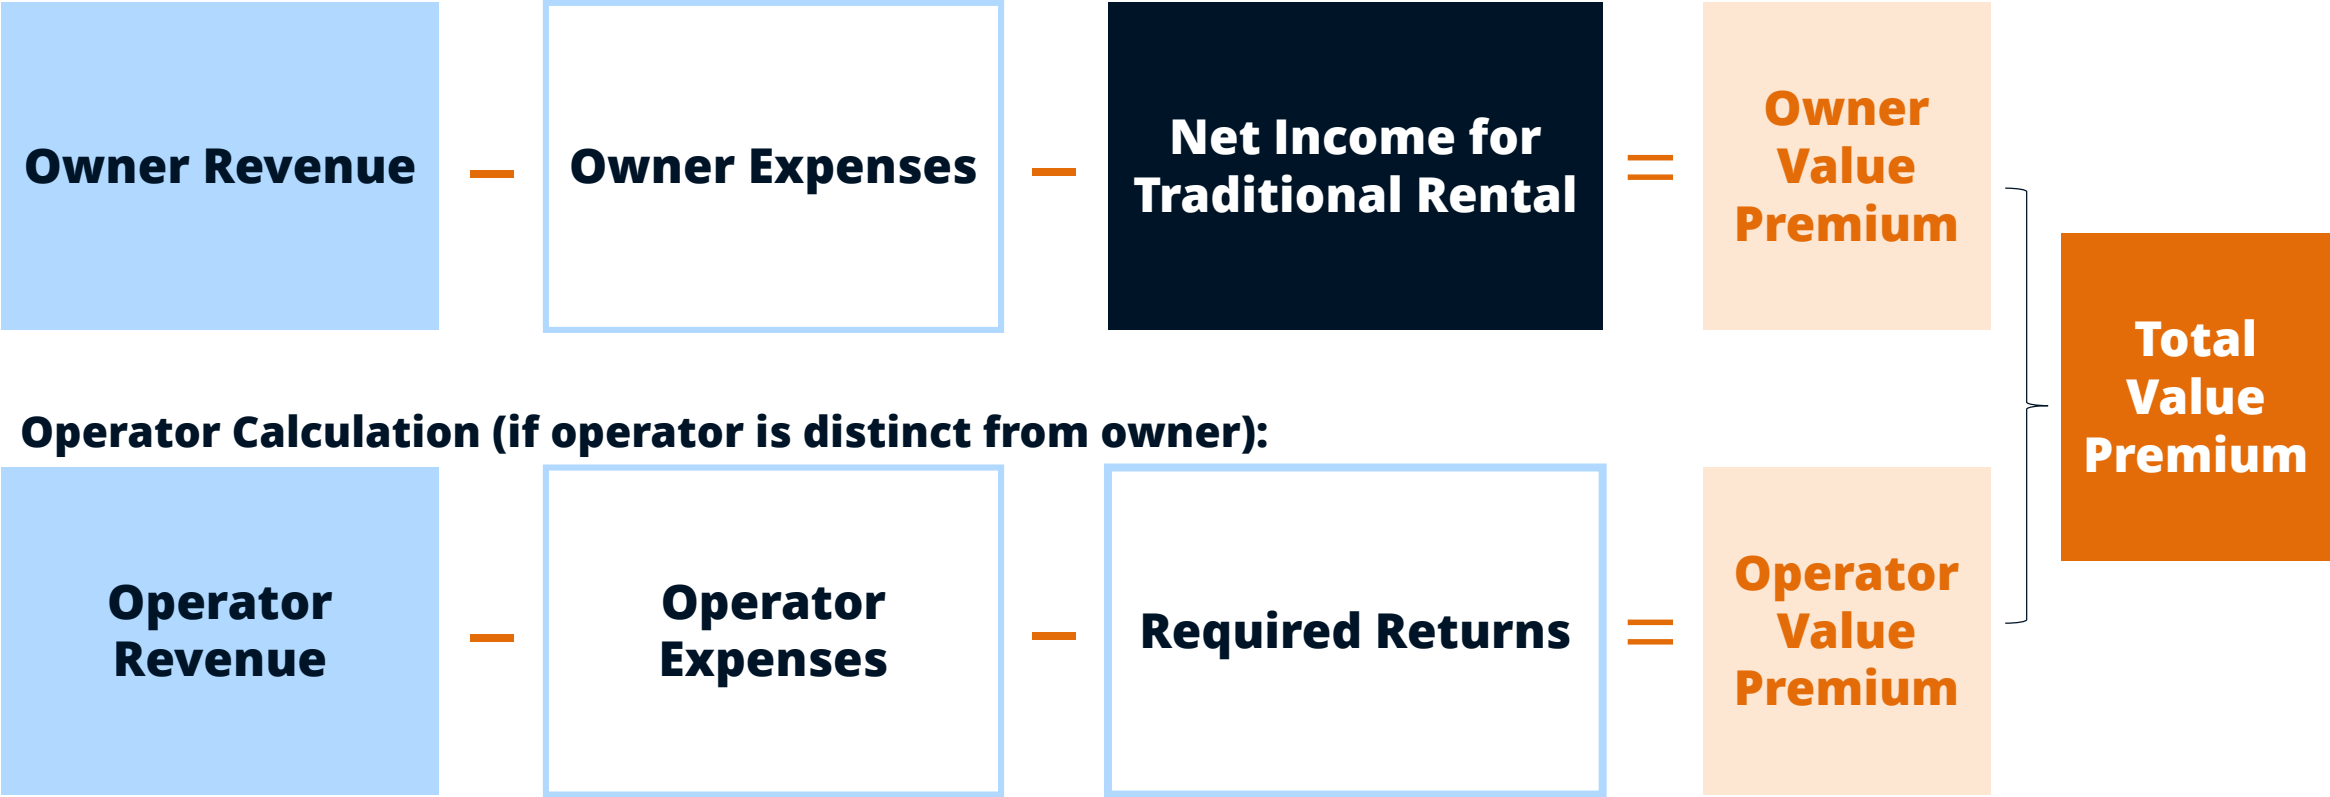 Owner Revenue
–
Owner Expenses
–
Net Income for
Traditional Rental
=
Owner
Value
Premium
Total
Value
Premium
Operator Calculation (if operator is distinct from owner):
Operator
Revenue
–
Operator
Expenses
–
Required Returns
=
Operator
Value
Premium